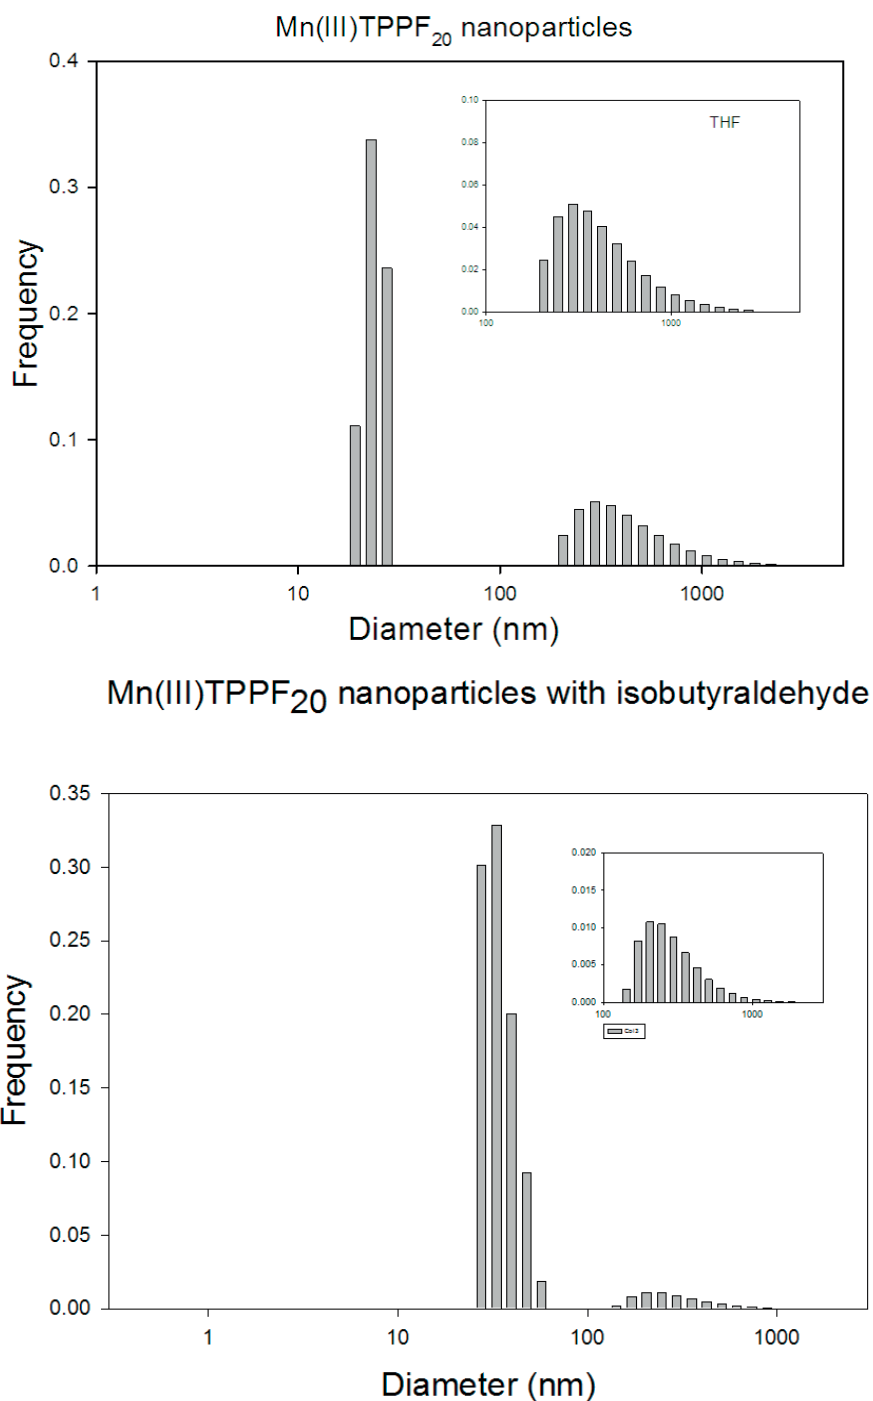 Mn(III)TPPF20 nanoparticles
0.4
0.3
0.2
0.1
0.0
Frequency
1 10 100 1000
Diameter (nm)
THF
0.10
0.08
0.06
0.04
0.02
0.00
100 1000
Mn(III)TPPF20 nanoparticles with isobutyraldehyde
0.35
0.30
0.25
0.20
0.15
0.10
0.05
0.00
Frequency
1 10 100 1000
Diameter (nm)
0.020
0.015
0.010
0.005
0.000
100 1000
Col 3